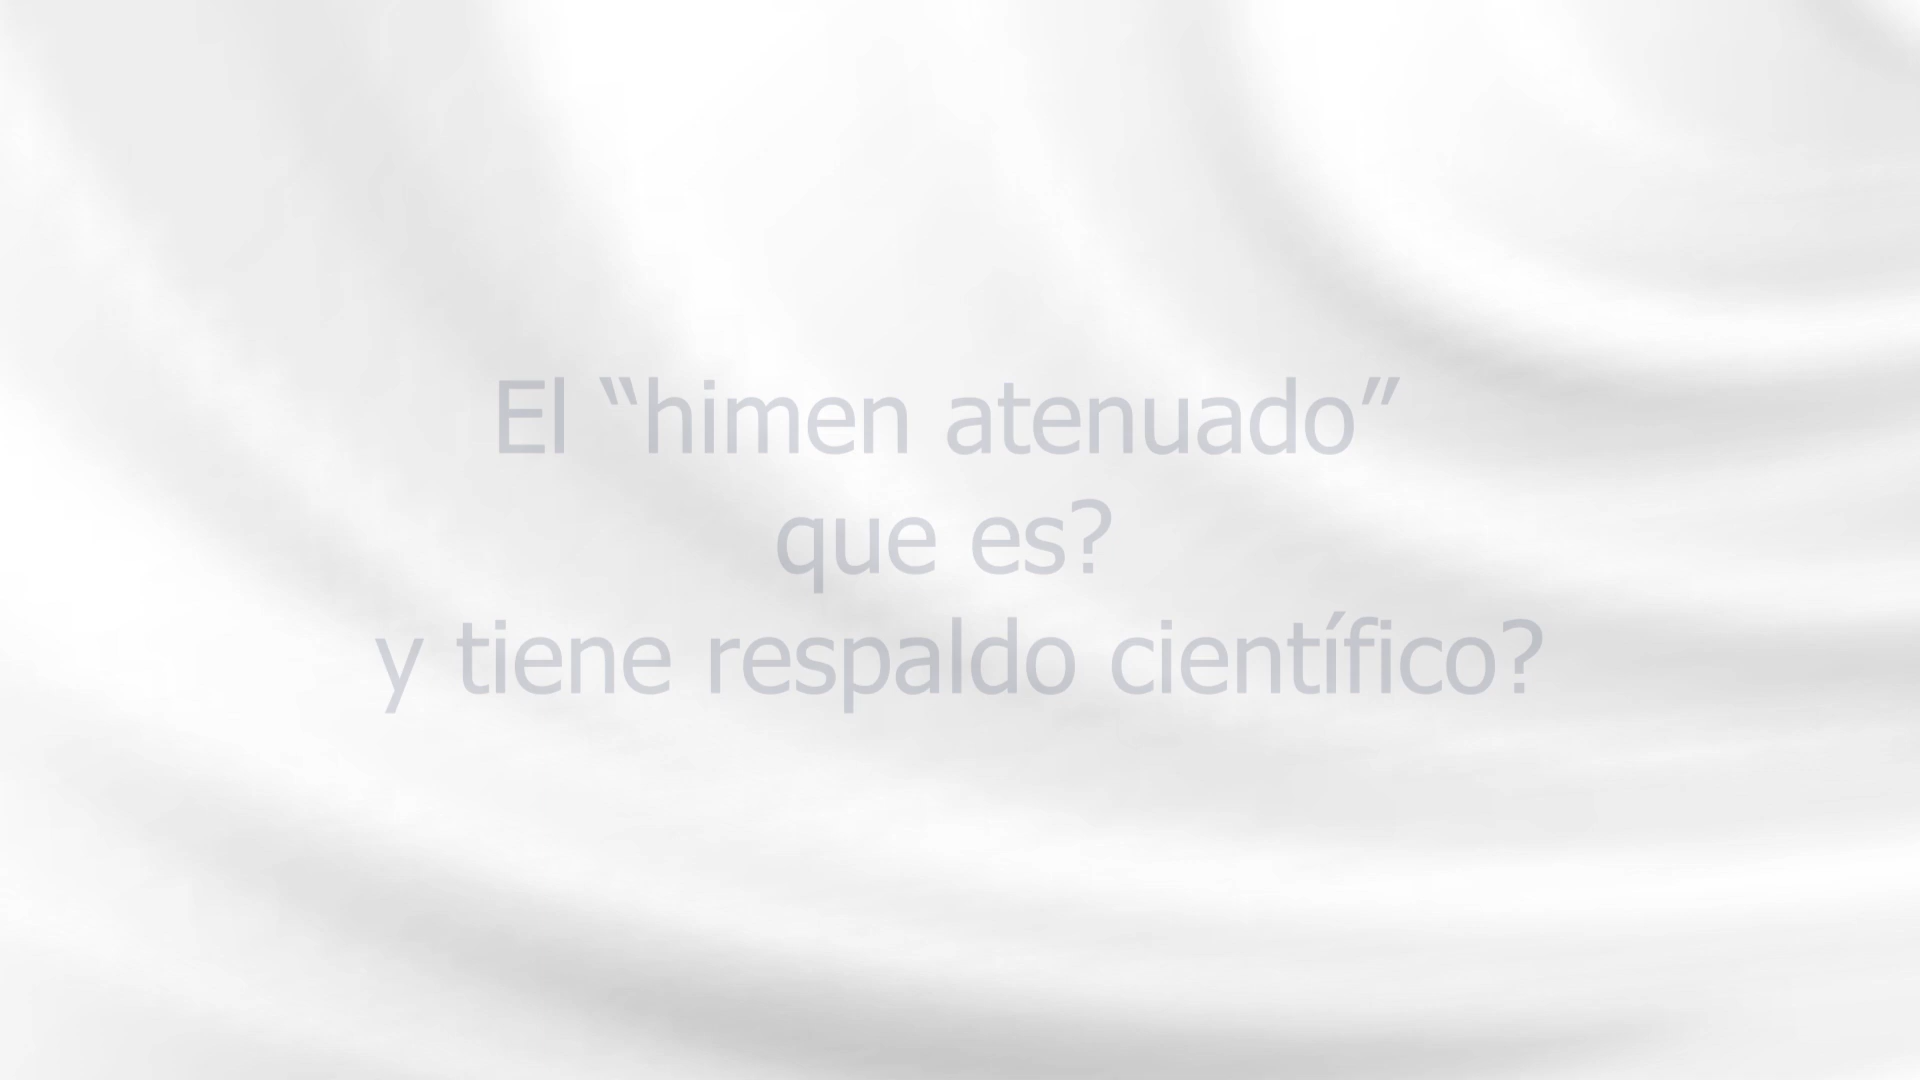 El “himen atenuado”
que es?
y tiene respaldo científico?